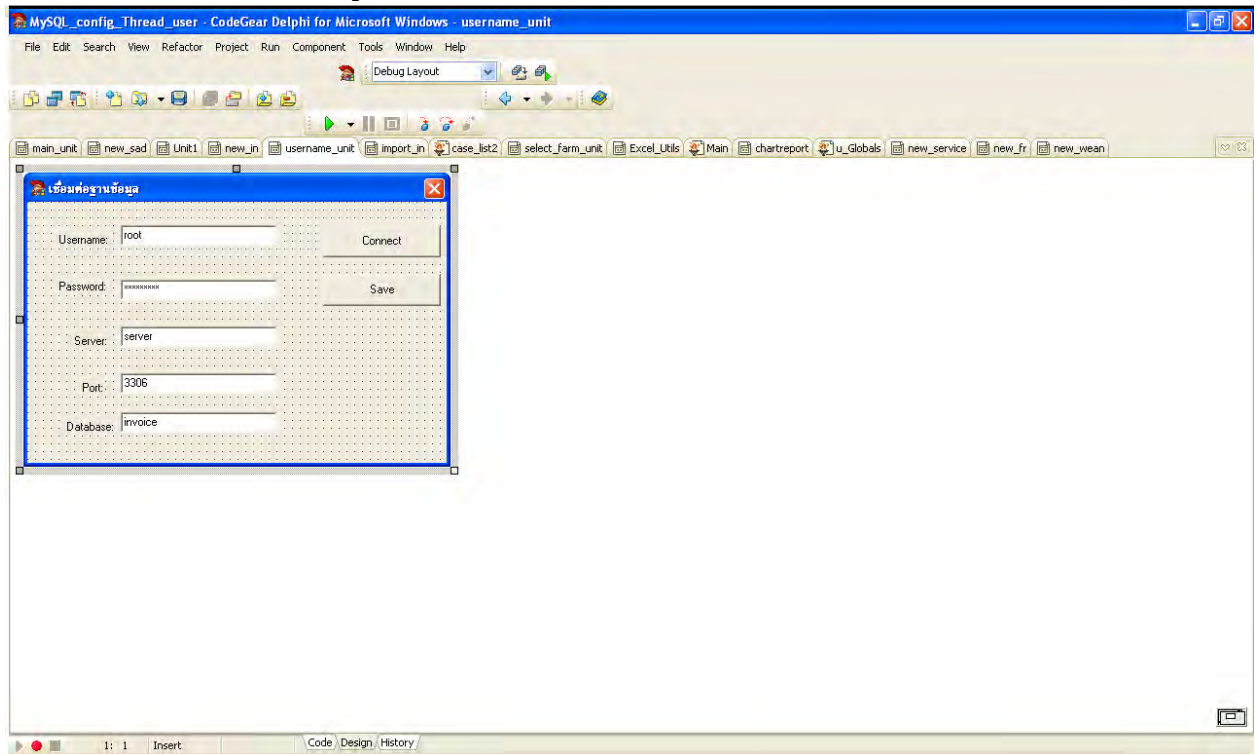 MySQL_config_Thread_user - CodeGear Delphi for Microsoft Windows - username_unit
File Edit Search View Refactor Project Run Component Tools Window Help
Debug Layout
main_unit new_sad Unit1 new_in username_unit import_in case_list2 select_farm_unit Excel_Utils Main chartreport u_Globals new_service new_fr new_wean
เชื่อมต่อฐานข้อมูล
Username: root Connect
Password: ********* Save
Server: server
Port: 3306
Database: invoice
1: 1 Insert Code Design History